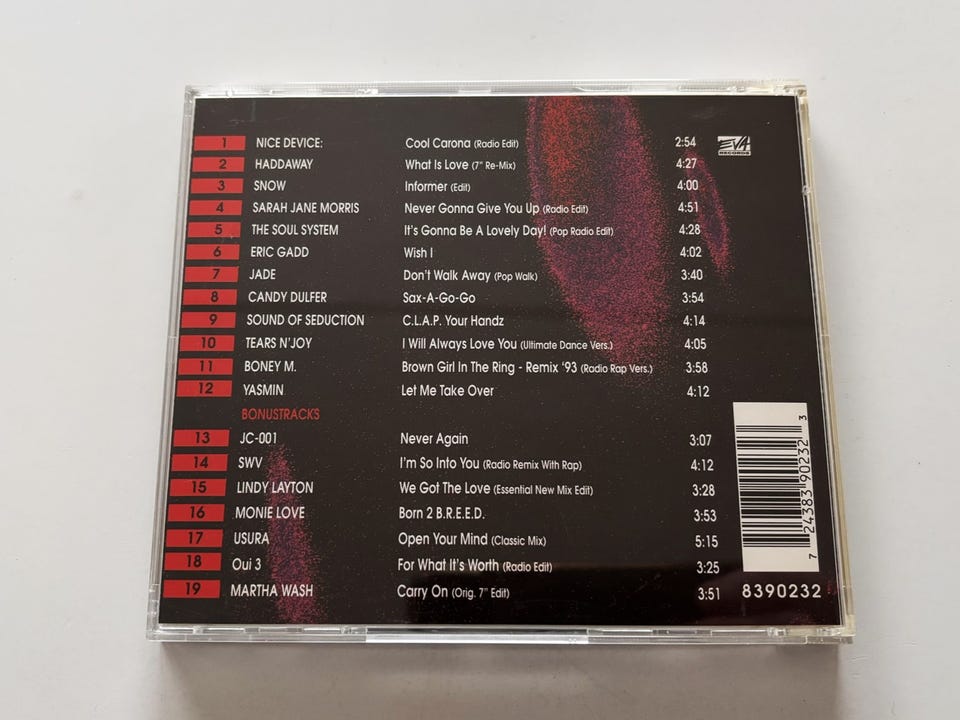 1 NICE DEVICE: Cool Carona (Radio Edit) 2:54
EVA RECORDS
2 HADDAWAY What Is Love (7" Re-Mix) 4:27
3 SNOW Informer (Edit) 4:00
4 SARAH JANE MORRIS Never Gonna Give You Up (Radio Edit) 4:51
5 THE SOUL SYSTEM It's Gonna Be A Lovely Day! (Pop Radio Edit) 4:28
6 ERIC GADD Wish I 4:02
7 JADE Don't Walk Away (Pop Walk) 3:40
8 CANDY DULFER Sax-A-Go-Go 3:54
9 SOUND OF SEDUCTION C.L.A.P. Your Handz 4:14
10 TEARS N'JOY I Will Always Love You (Ultimate Dance Vers.) 4:05
11 BONEY M. Brown Girl In The Ring - Remix '93 (Radio Rap Vers.) 3:58
12 YASMIN Let Me Take Over 4:12
BONUSTRACKS
13 JC-001 Never Again 3:07
14 SWV I'm So Into You (Radio Remix With Rap) 4:12
15 LINDY LAYTON We Got The Love (Essential New Mix Edit) 3:28
16 MONIE LOVE Born 2 B.R.E.E.D. 3:53
17 USURA Open Your Mind (Classic Mix) 5:15
18 Oui 3 For What It's Worth (Radio Edit) 3:25
19 MARTHA WASH Carry On (Orig. 7" Edit) 3:51
7 24383 90232 3
8390232